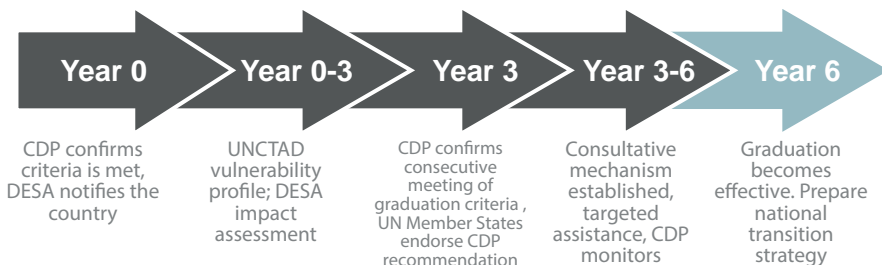 Year 0
Year 0-3
Year 3
Year 3-6
Year 6
CDP confirms
criteria is met,
DESA notifies the
country
UNCTAD
vulnerability
profile; DESA
impact
assessment
CDP confirms
consecutive
meeting of
graduation criteria ,
UN Member States
endorse CDP
recommendation
Consultative
mechanism
established,
targeted
assistance, CDP
monitors
Graduation
becomes
effective. Prepare
national
transition
strategy